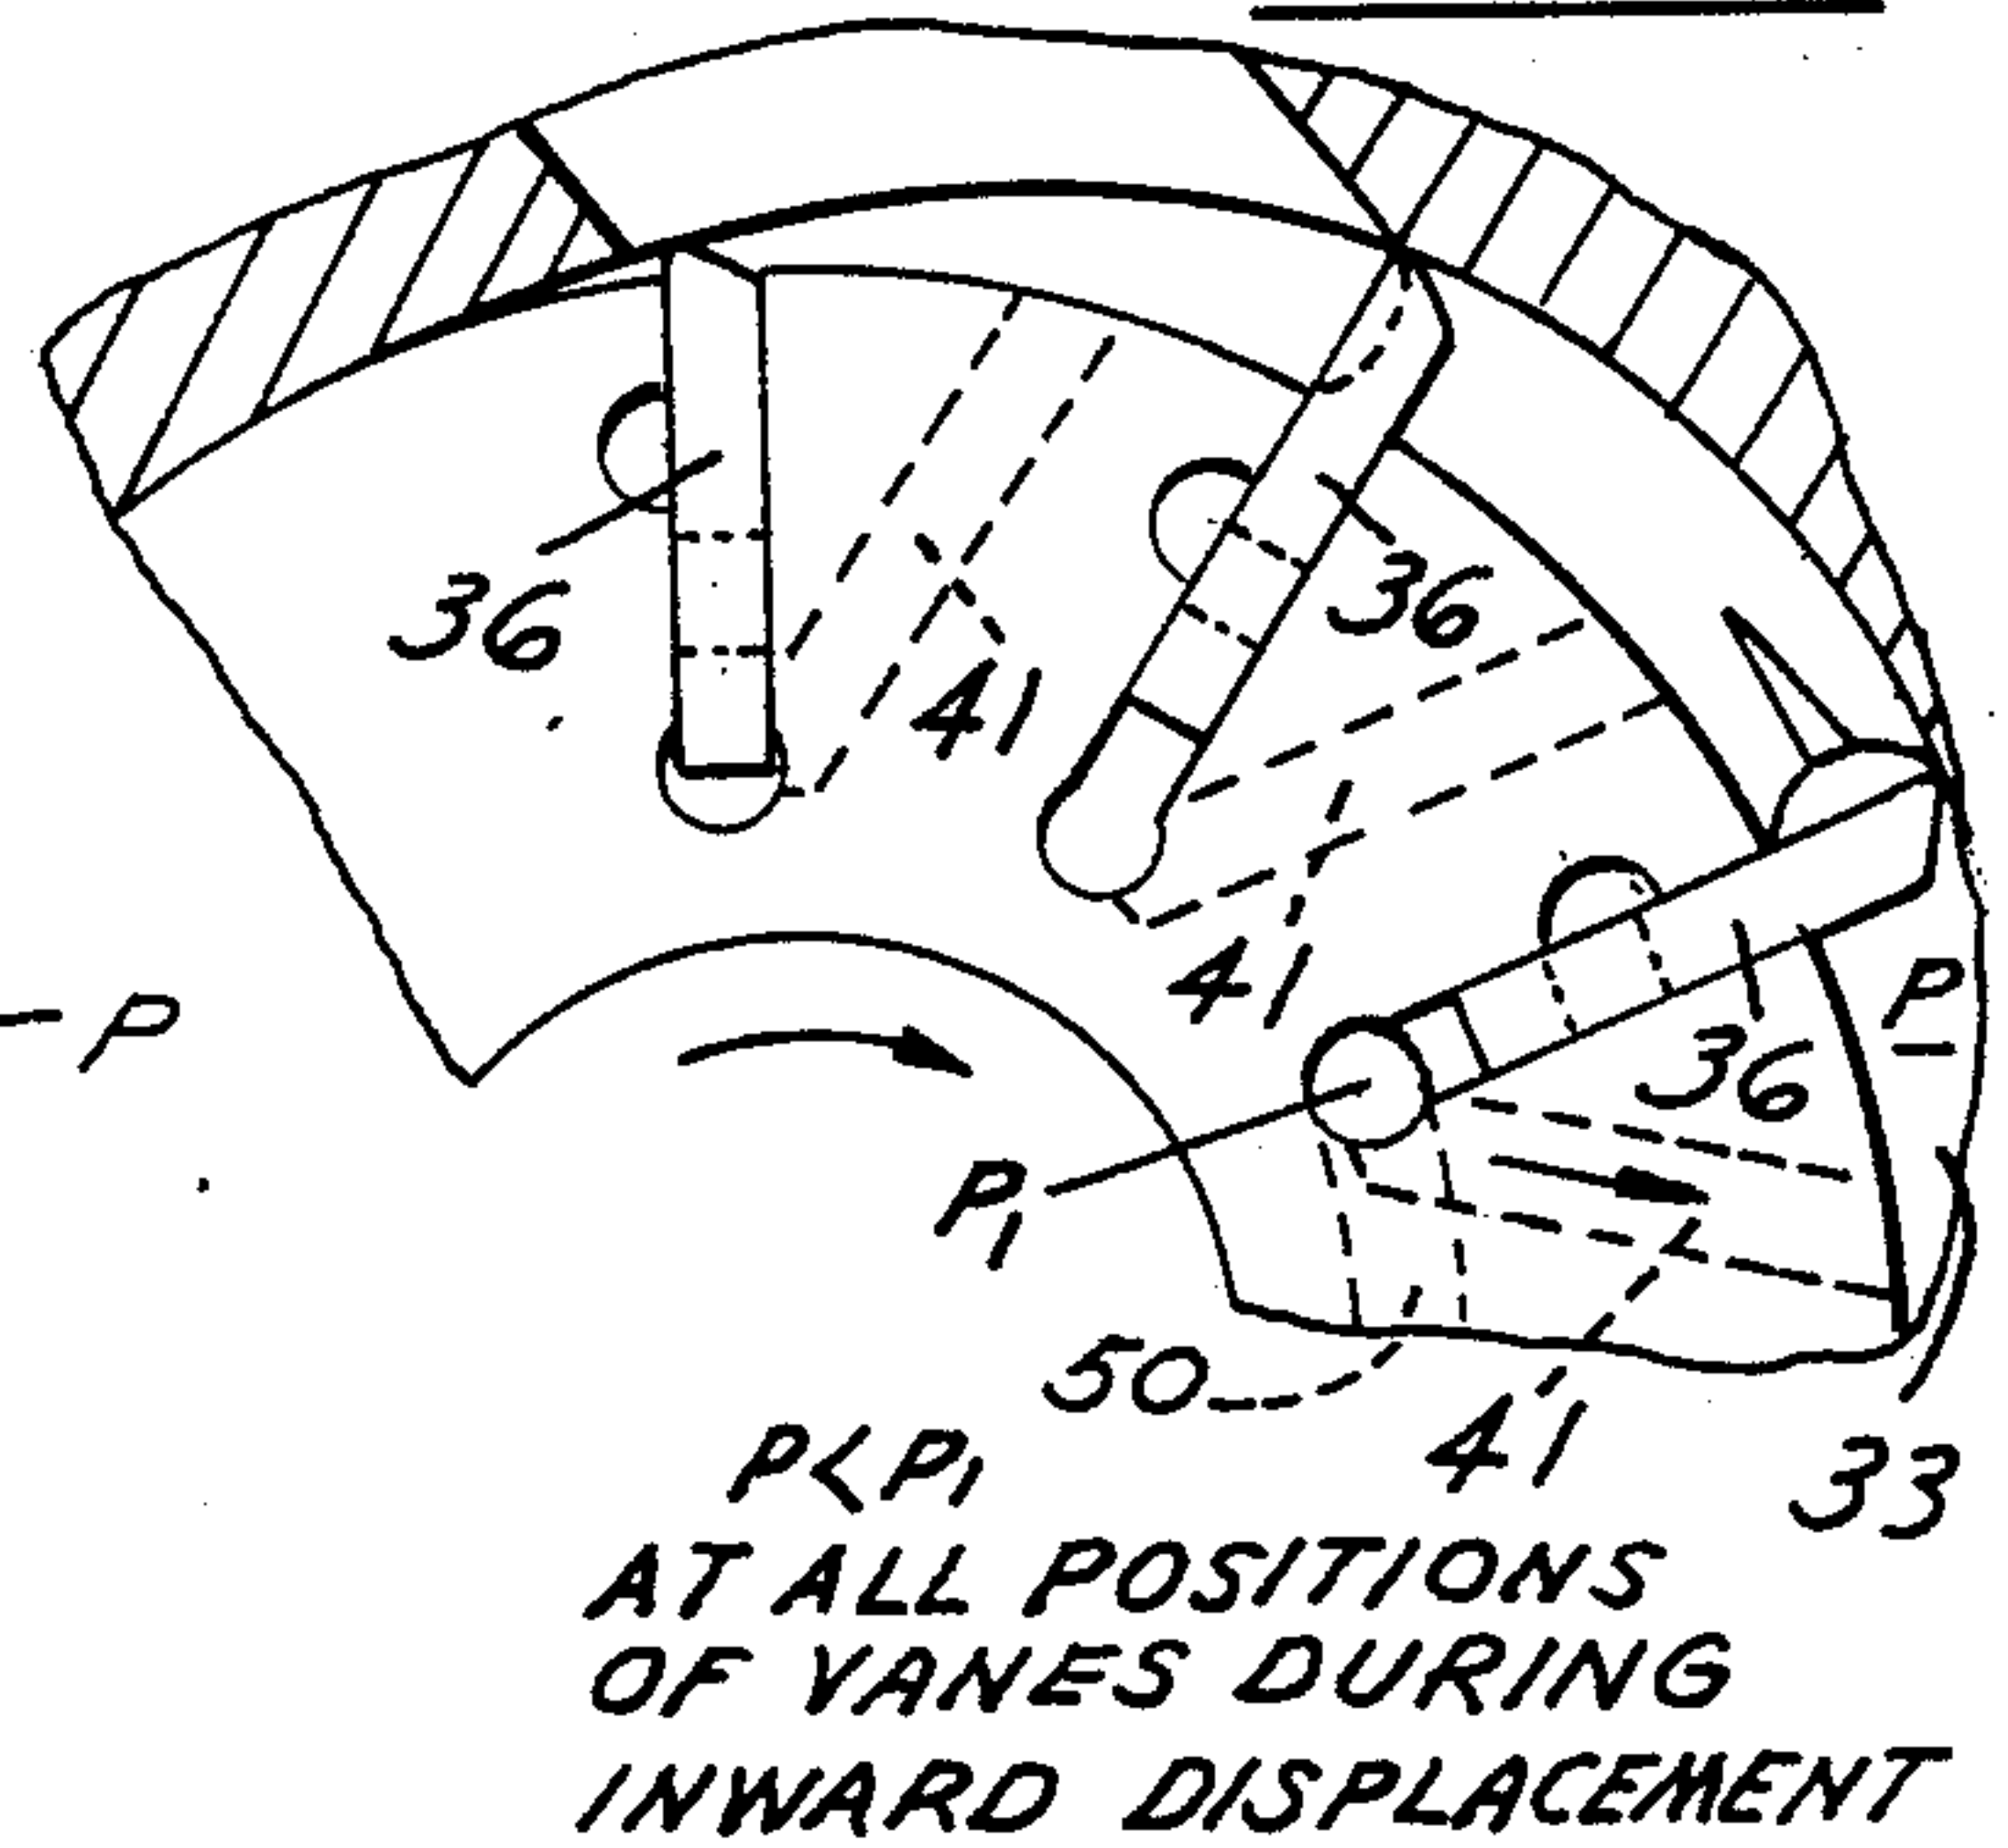 36
36
41
41
- P
P
36
P1
50
41
33
P<P1
AT ALL POSITIONS
OF VANES DURING
INWARD DISPLACEMENT